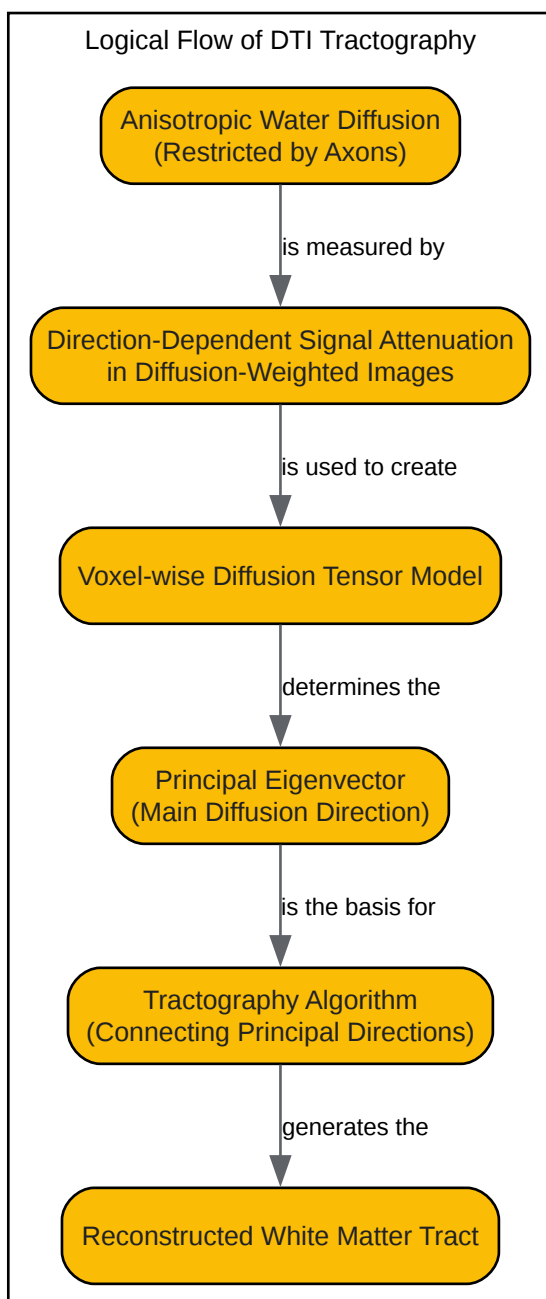 Logical Flow of DTI Tractography
Anisotropic Water Diffusion
(Restricted by Axons)
is measured by
Direction-Dependent Signal Attenuation
in Diffusion-Weighted Images
is used to create
Voxel-wise Diffusion Tensor Model
determines the
Principal Eigenvector
(Main Diffusion Direction)
is the basis for
Tractography Algorithm
(Connecting Principal Directions)
generates the
Reconstructed White Matter Tract